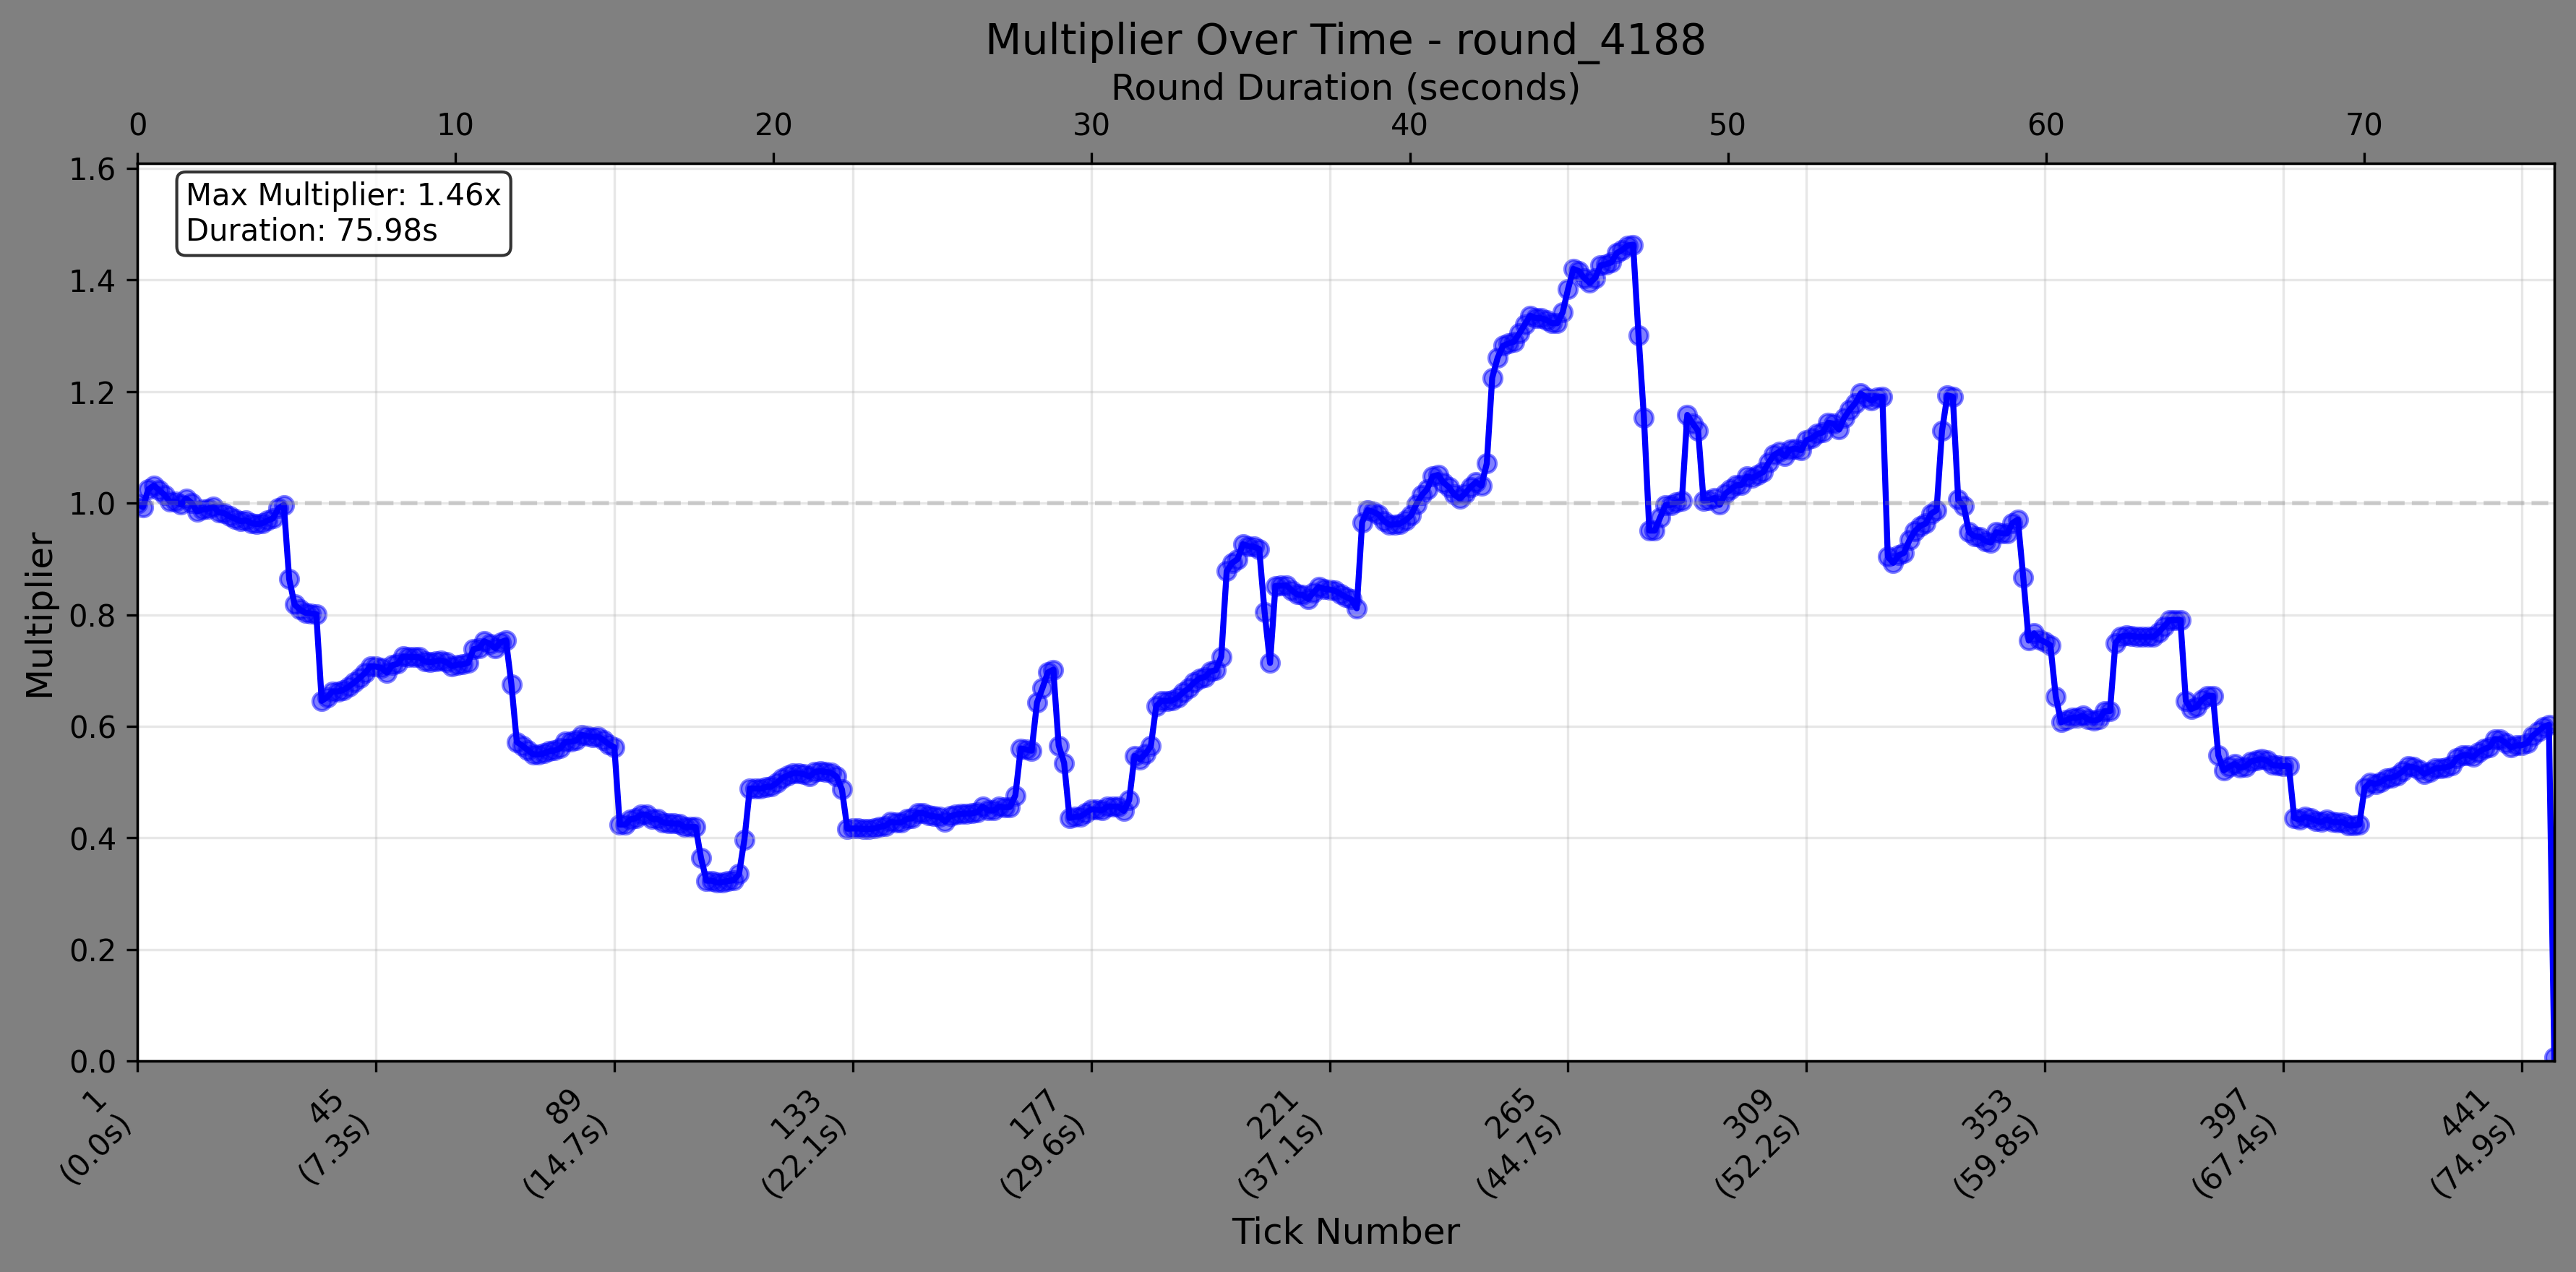 Multiplier Over Time - round_4188
Round Duration (seconds)
0 10 20 30 40 50 60 70
Max Multiplier: 1.46x
Duration: 75.98s
Multiplier
1.6
1.4
1.2
1.0
0.8
0.6
0.4
0.2
0.0
1
(0.0s)
45
(7.3s)
89
(14.7s)
133
(22.1s)
177
(29.6s)
221
(37.1s)
265
(44.7s)
309
(52.2s)
353
(59.8s)
397
(67.4s)
441
(74.9s)
Tick Number